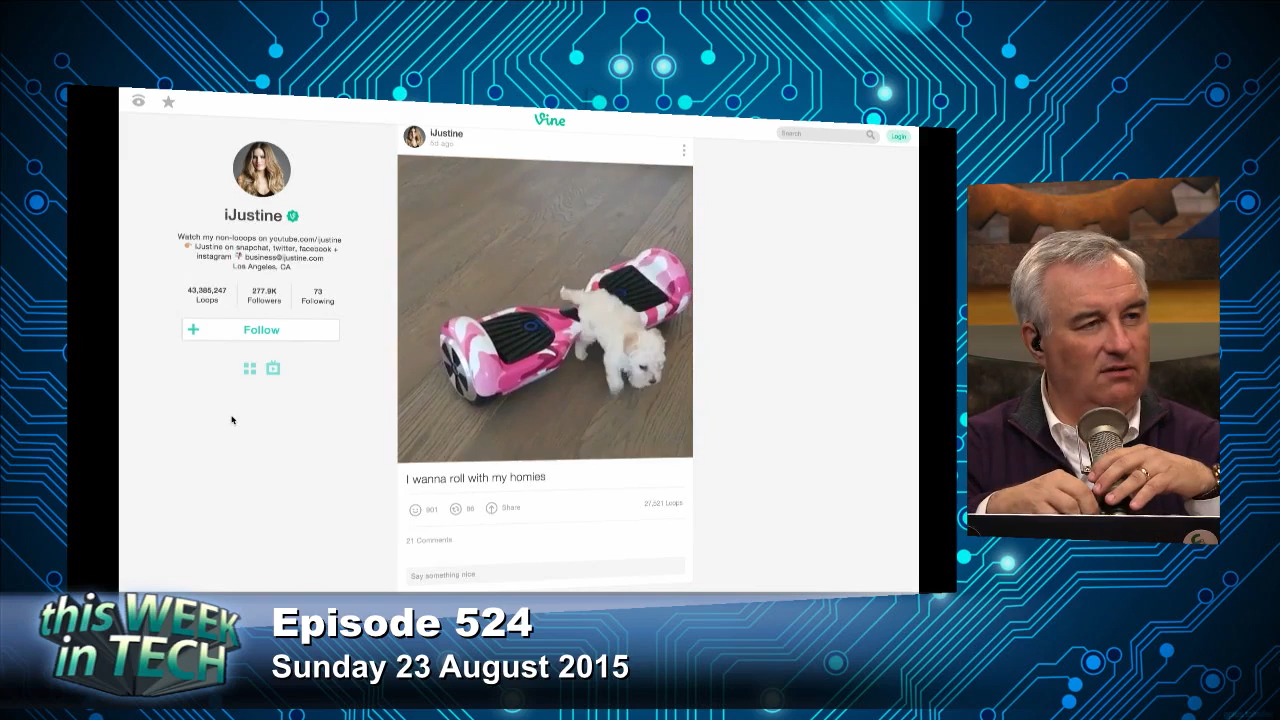 Vine
Search
Login
iJustine
5d ago
iJustine
Watch my non-looops on youtube.com/ijustine
iJustine on snapchat, twitter, facebook +
instagram business@ijustine.com
Los Angeles, CA
43,385,247
Loops
277.9K
Followers
73
Following
+ Follow
I wanna roll with my homies
901
98
Share
27,521 Loops
21 Comments
Say something nice
this WEEK
in TECH
Episode 524
Sunday 23 August 2015